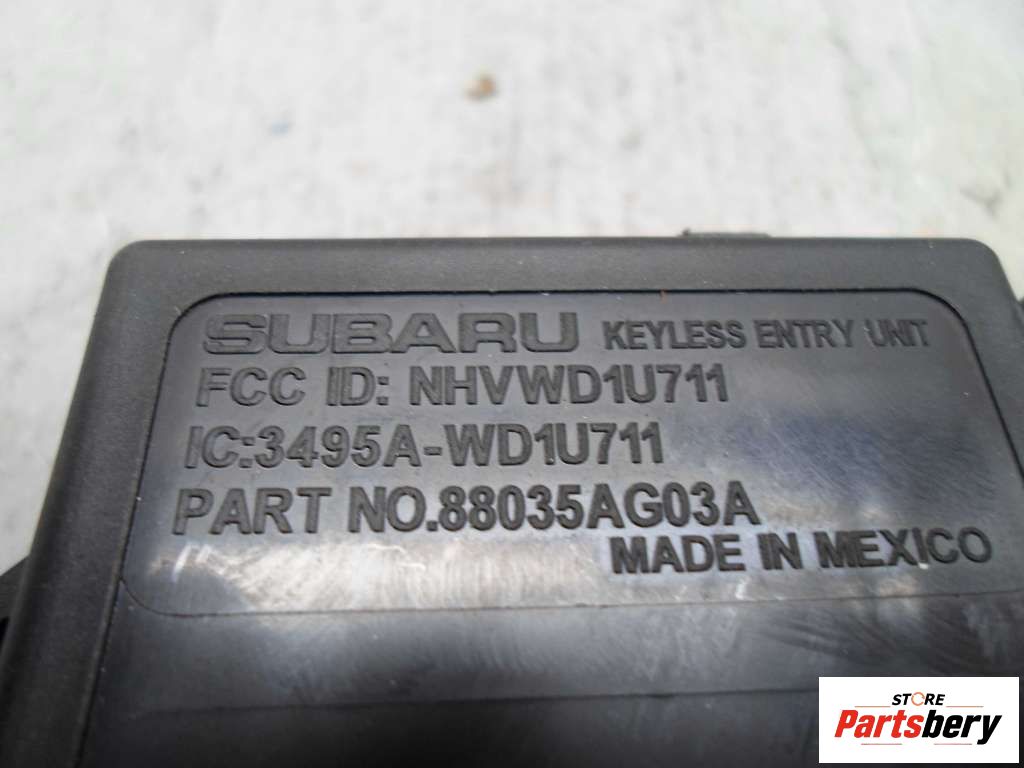 SUBARU KEYLESS ENTRY UNIT
FCC ID: NHVWD1U711
IC:3495A-WD1U711
PART NO.88035AG03A
MADE IN MEXICO
STORE
Partsbery